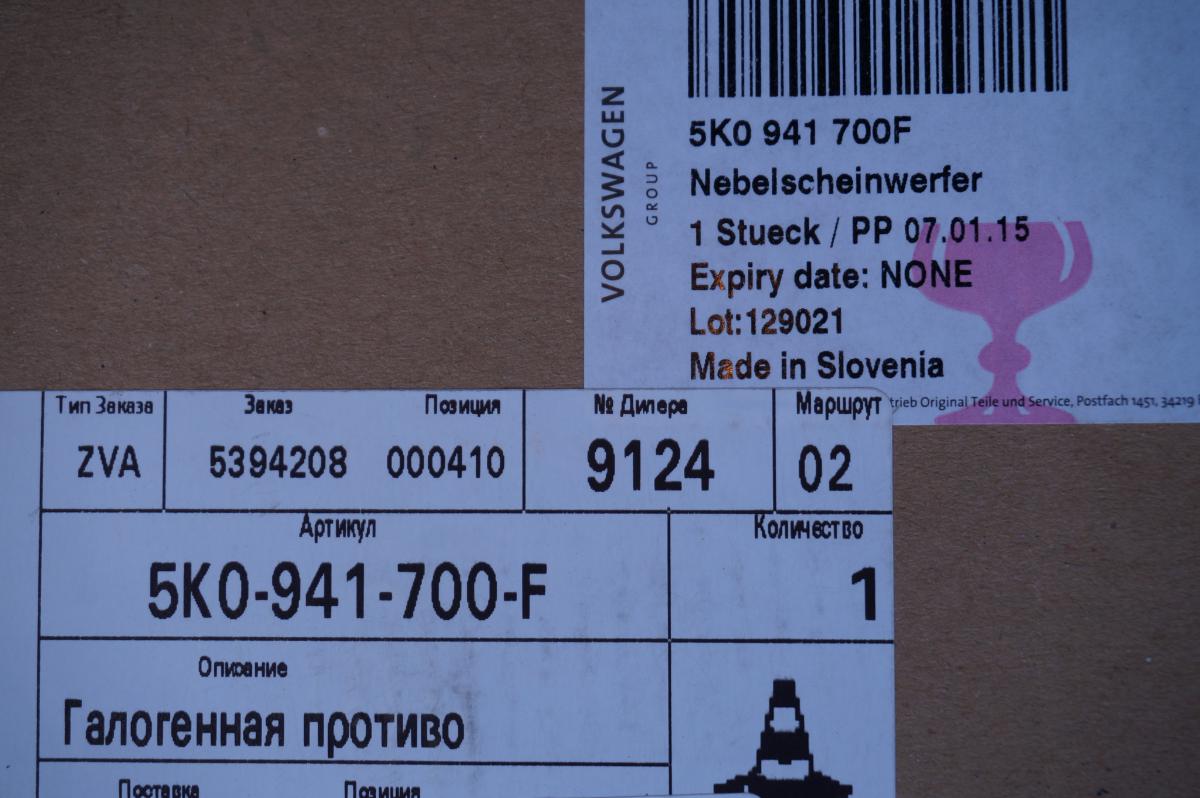 VOLKSWAGEN
GROUP
5K0 941 700F
Nebelscheinwerfer
1 Stueck / PP 07.01.15
Expiry date: NONE
Lot:129021
Made in Slovenia
Original Teile und Service, Postfach 1451, 34219
Тип Заказа Заказ Позиция № Дилера Маршрут
ZVA 5394208 000410 9124 02
Артикул Количество
5K0-941-700-F 1
Описание
Галогенная противо
Поставка Позиция